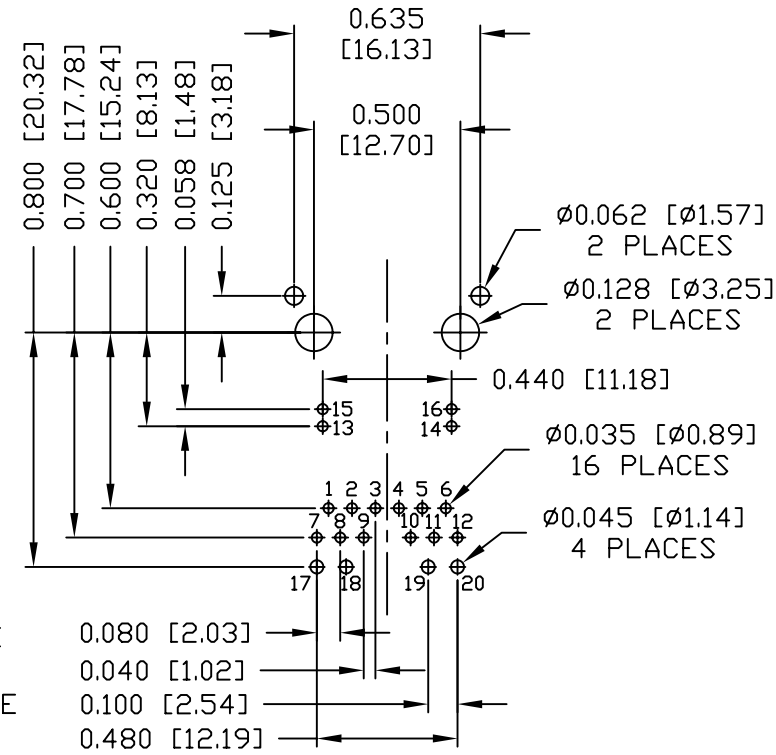 0.635
[16.13]
0.500
[12.70]
0.800 [20.32]
0.700 [17.78]
0.600 [15.24]
0.320 [8.13]
0.058 [1.48]
0.125 [3.18]
Ø0.062 [Ø1.57]
2 PLACES
Ø0.128 [Ø3.25]
2 PLACES
0.440 [11.18]
15
16
13
14
Ø0.035 [Ø0.89]
16 PLACES
1 2 3 4 5 6
7 8 9 10 11 12
Ø0.045 [Ø1.14]
4 PLACES
17 18 19 20
0.080 [2.03]
0.040 [1.02]
E 0.100 [2.54]
0.480 [12.19]